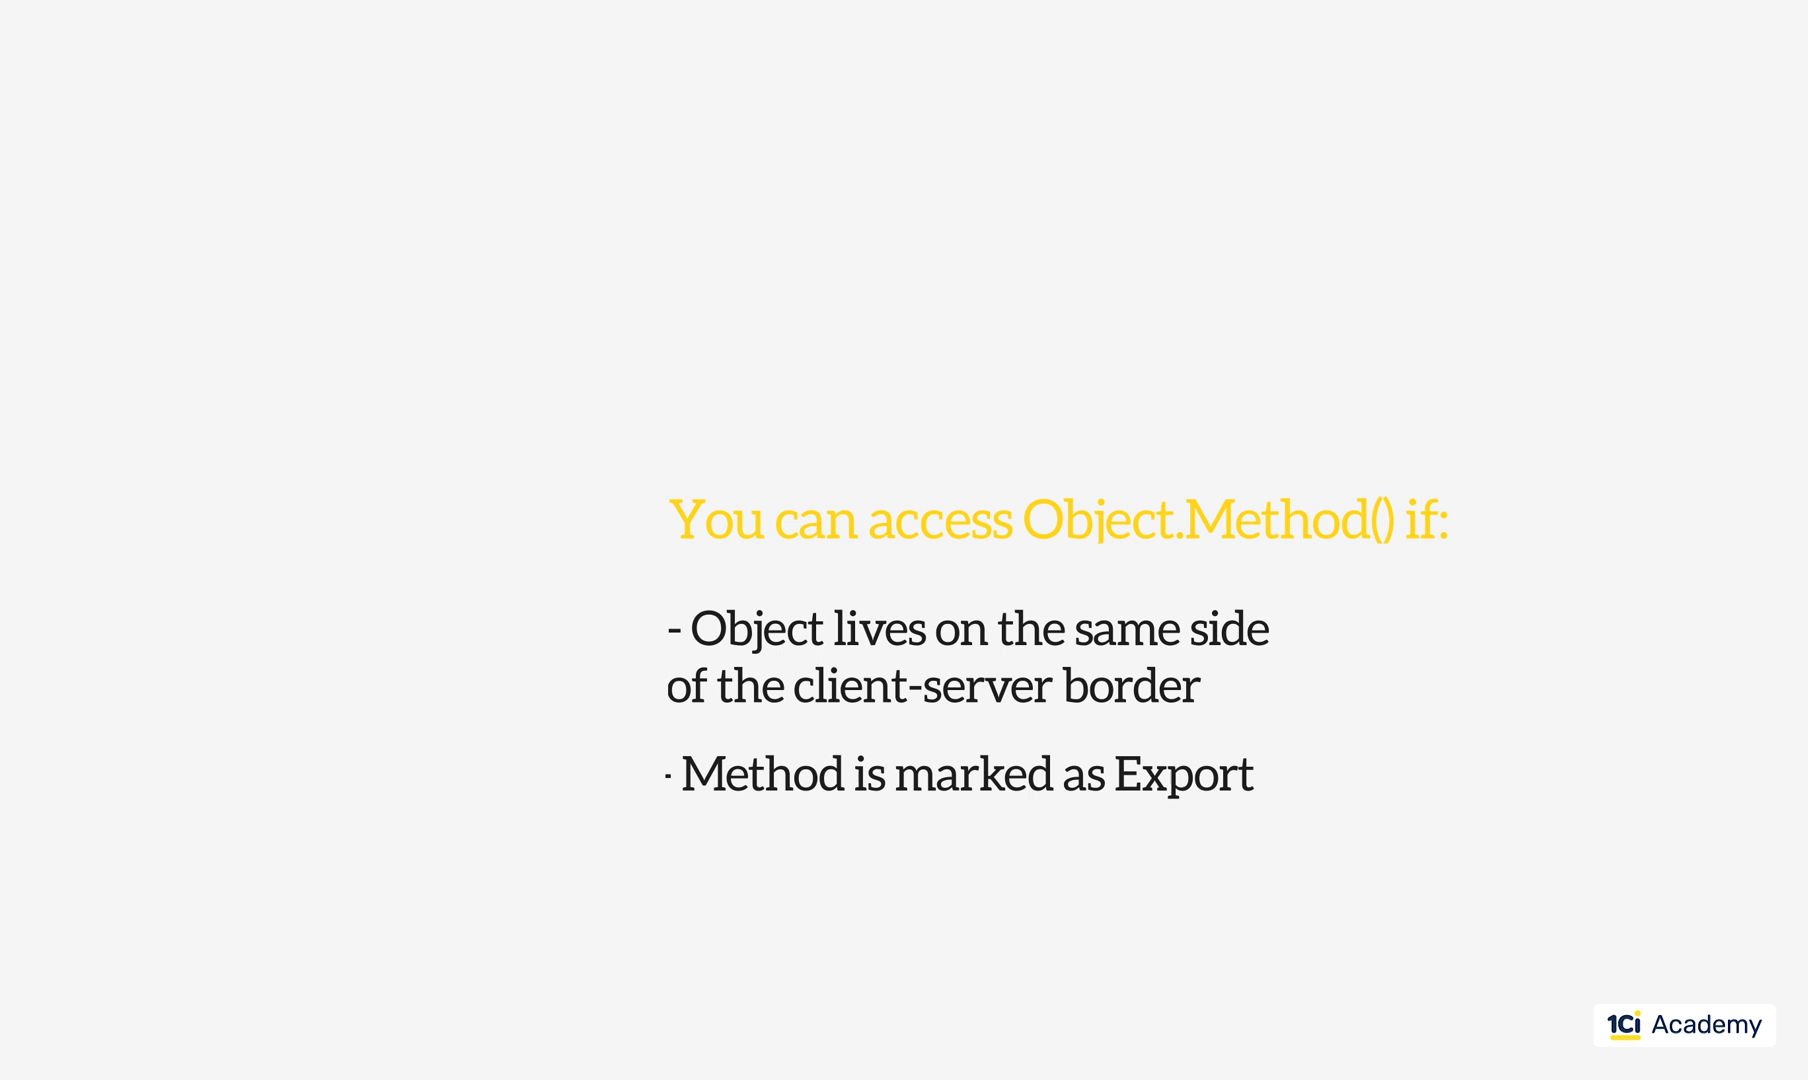 You can access Object.Method() if:
- Object lives on the same side
of the client-server border
- Method is marked as Export
1Ci Academy